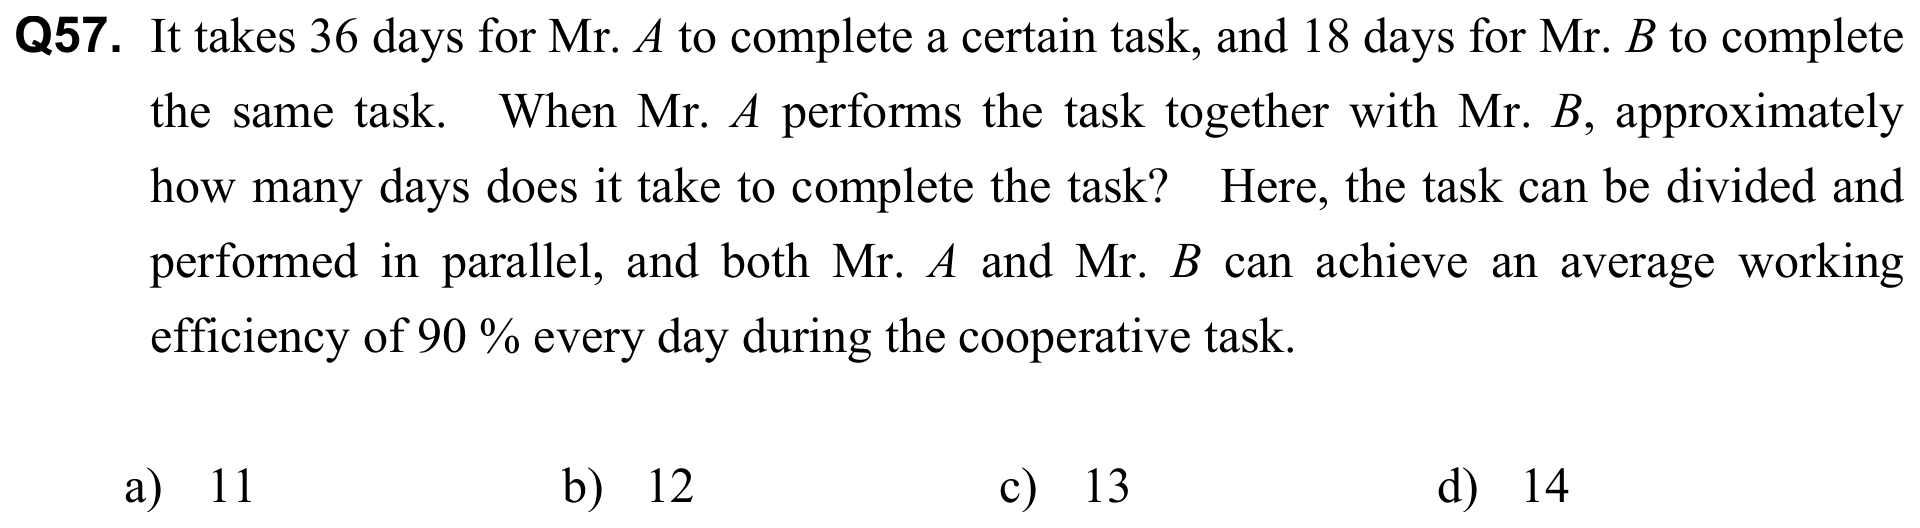 Q57. It takes 36 days for Mr. A to complete a certain task, and 18 days for Mr. B to complete
the same task. When Mr. A performs the task together with Mr. B, approximately
how many days does it take to complete the task? Here, the task can be divided and
performed in parallel, and both Mr. A and Mr. B can achieve an average working
efficiency of 90 % every day during the cooperative task.
a) 11 b) 12 c) 13 d) 14